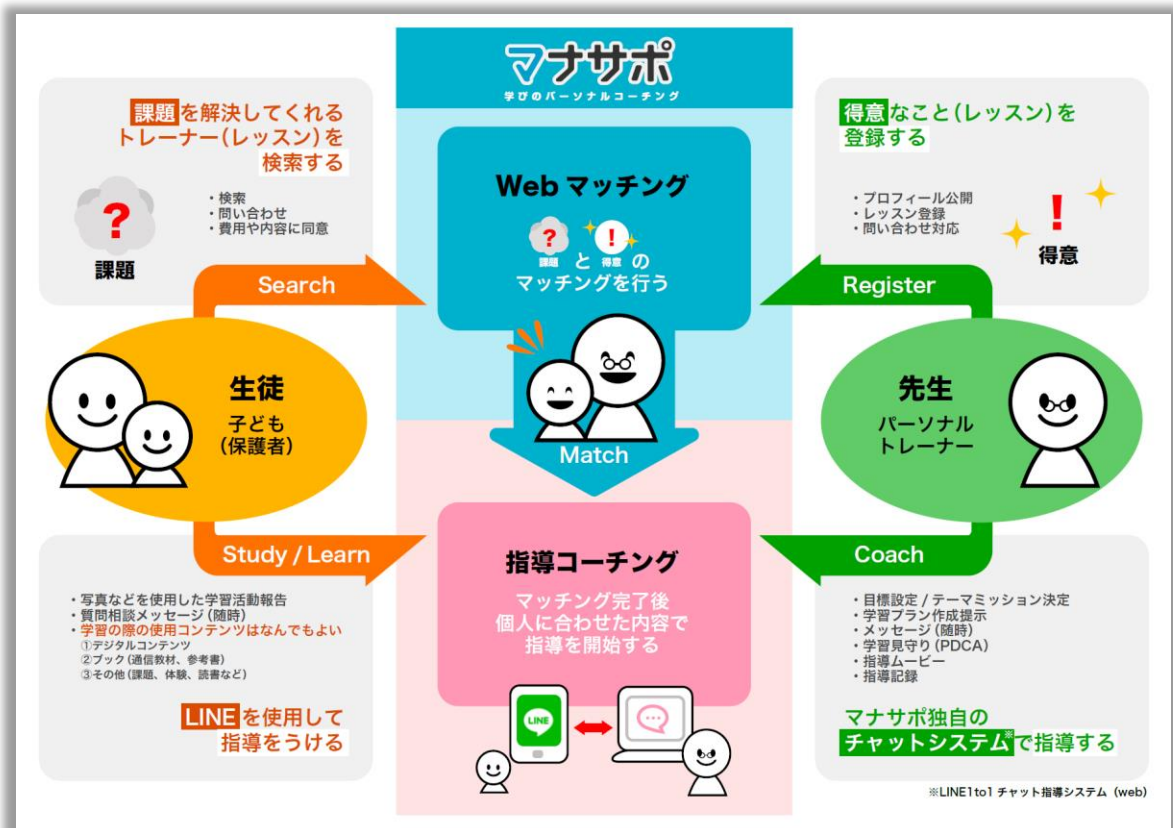 マナサポ
学びのパーソナルコーチング
課題を解決してくれる
トレーナー(レッスン)を
検索する
?
課題
・検索
・問い合わせ
・費用や内容に同意
Search
得意なこと(レッスン)を
登録する
・プロフィール公開
・レッスン登録
・問い合わせ対応
!
得意
Register
Web マッチング
? !
課題 と 得意 の
マッチングを行う
Match
生徒
子ども
(保護者)
先生
パーソナル
トレーナー
Study / Learn
・写真などを使用した学習活動報告
・質問相談メッセージ(随時)
・学習の際の使用コンテンツはなんでもよい
①デジタルコンテンツ
②ブック(通信教材、参考書)
③その他(課題、体験、読書など)
LINEを使用して
指導をうける
指導コーチング
マッチング完了後
個人に合わせた内容で
指導を開始する
LINE
Coach
・目標設定 / テーマミッション決定
・学習プラン作成提示
・メッセージ(随時)
・学習見守り(PDCA)
・指導ムービー
・指導記録
マナサポ独自の
チャットシステム※で指導する
※LINE1to1 チャット指導システム(web)